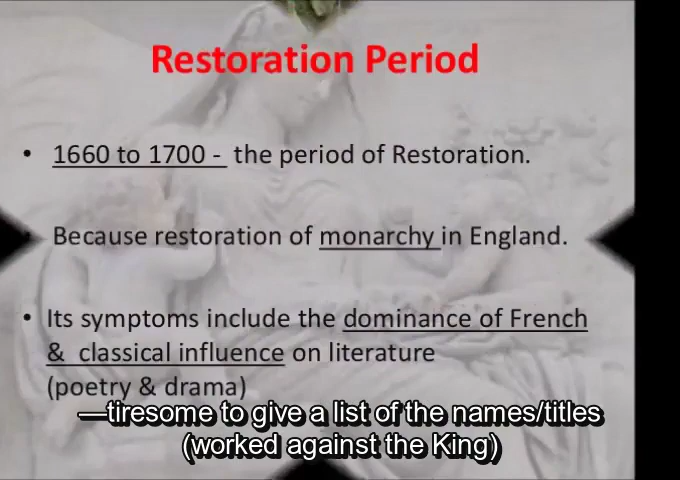 Restoration Period
• 1660 to 1700 - the period of Restoration.
• Because restoration of monarchy in England.
• Its symptoms include the dominance of French
& classical influence on literature
(poetry & drama)
—tiresome to give a list of the names/titles
(worked against the King)